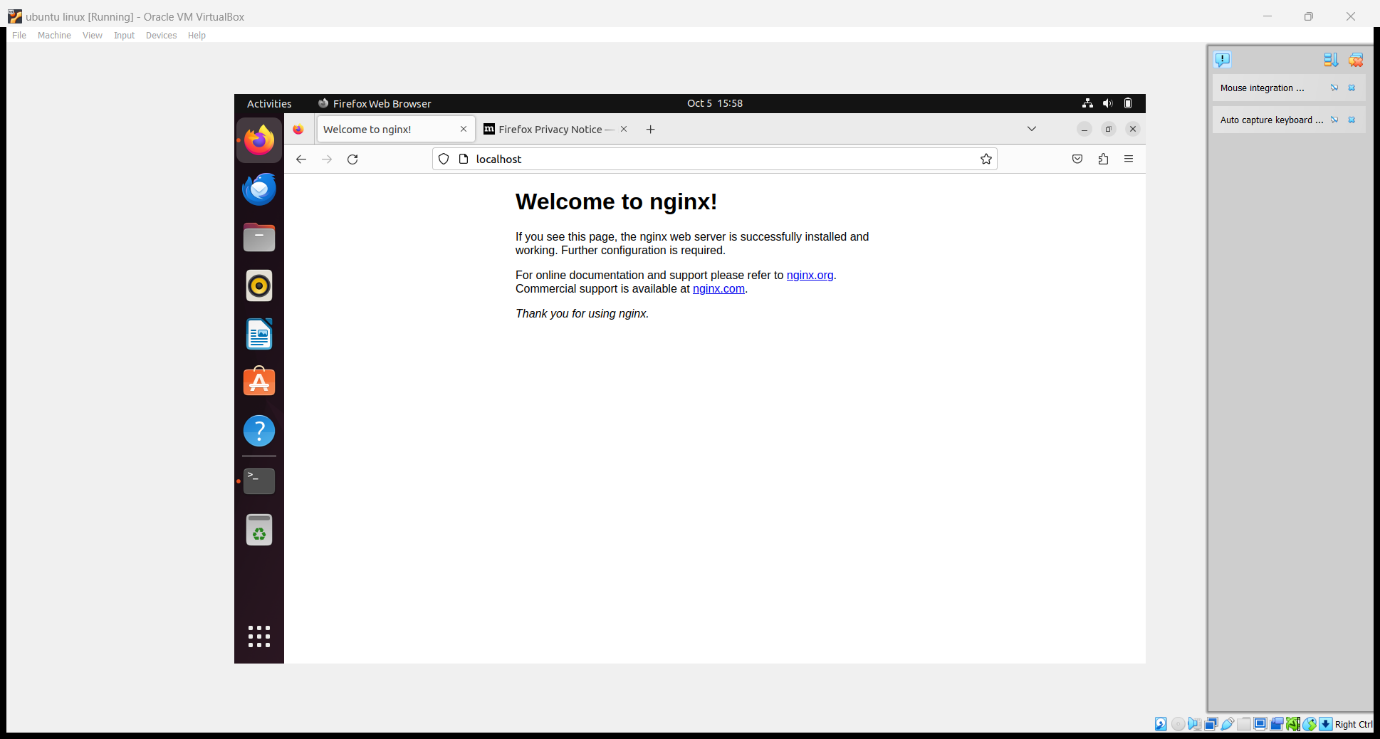 ubuntu linux [Running] - Oracle VM VirtualBox
File Machine View Input Devices Help
Mouse integration ...
Auto capture keyboard ...
Activities Firefox Web Browser Oct 5 15:58
Welcome to nginx! Firefox Privacy Notice —
localhost
Welcome to nginx!
If you see this page, the nginx web server is successfully installed and
working. Further configuration is required.
For online documentation and support please refer to nginx.org.
Commercial support is available at nginx.com.
Thank you for using nginx.
Right Ctrl